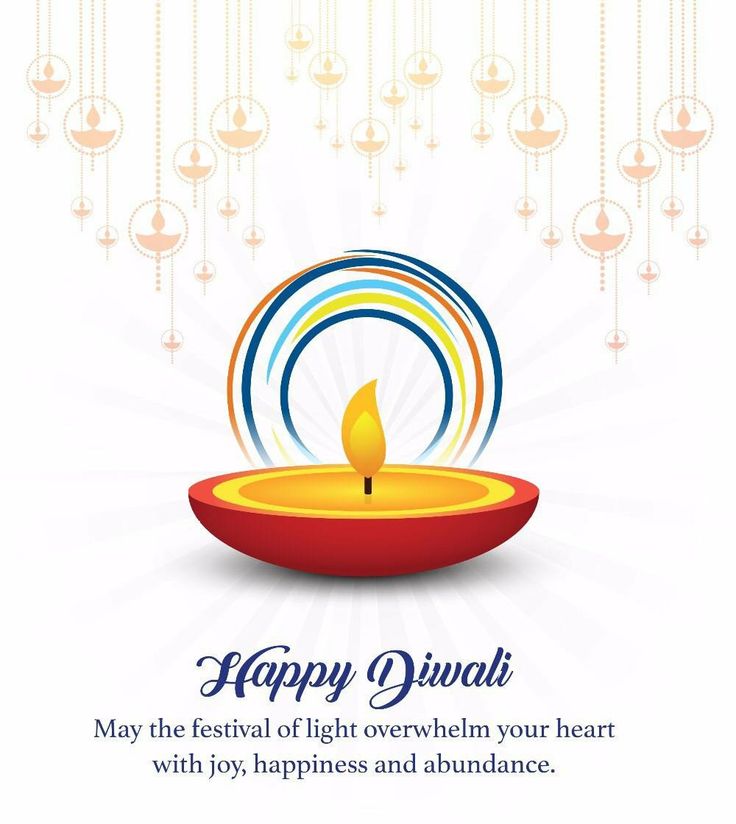 Happy Diwali
May the festival of light overwhelm your heart
with joy, happiness and abundance.